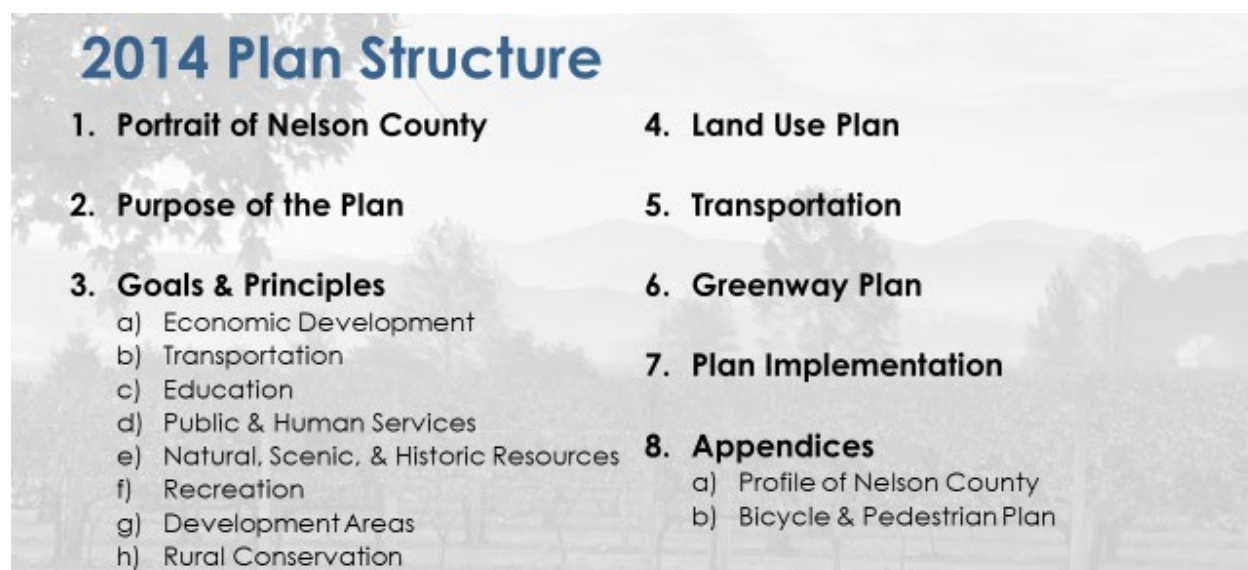 2014 Plan Structure
1. Portrait of Nelson County
2. Purpose of the Plan
3. Goals & Principles
a) Economic Development
b) Transportation
c) Education
d) Public & Human Services
e) Natural, Scenic, & Historic Resources
f) Recreation
g) Development Areas
h) Rural Conservation
4. Land Use Plan
5. Transportation
6. Greenway Plan
7. Plan Implementation
8. Appendices
a) Profile of Nelson County
b) Bicycle & Pedestrian Plan